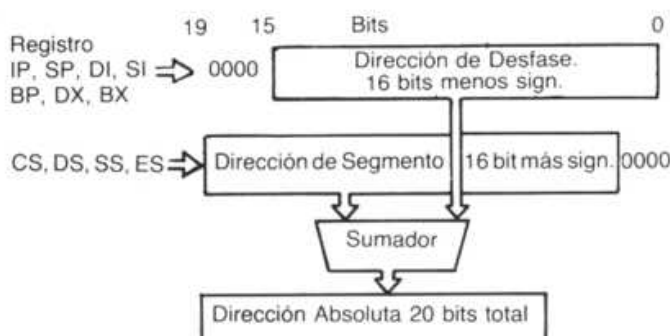 19 15 Bits 0
Registro
IP, SP, DI, SI
BP, DX, BX
0000
Dirección de Desfase.
16 bits menos sign.
CS, DS, SS, ES
Dirección de Segmento 16 bit más sign. 0000
Sumador
Dirección Absoluta 20 bits total